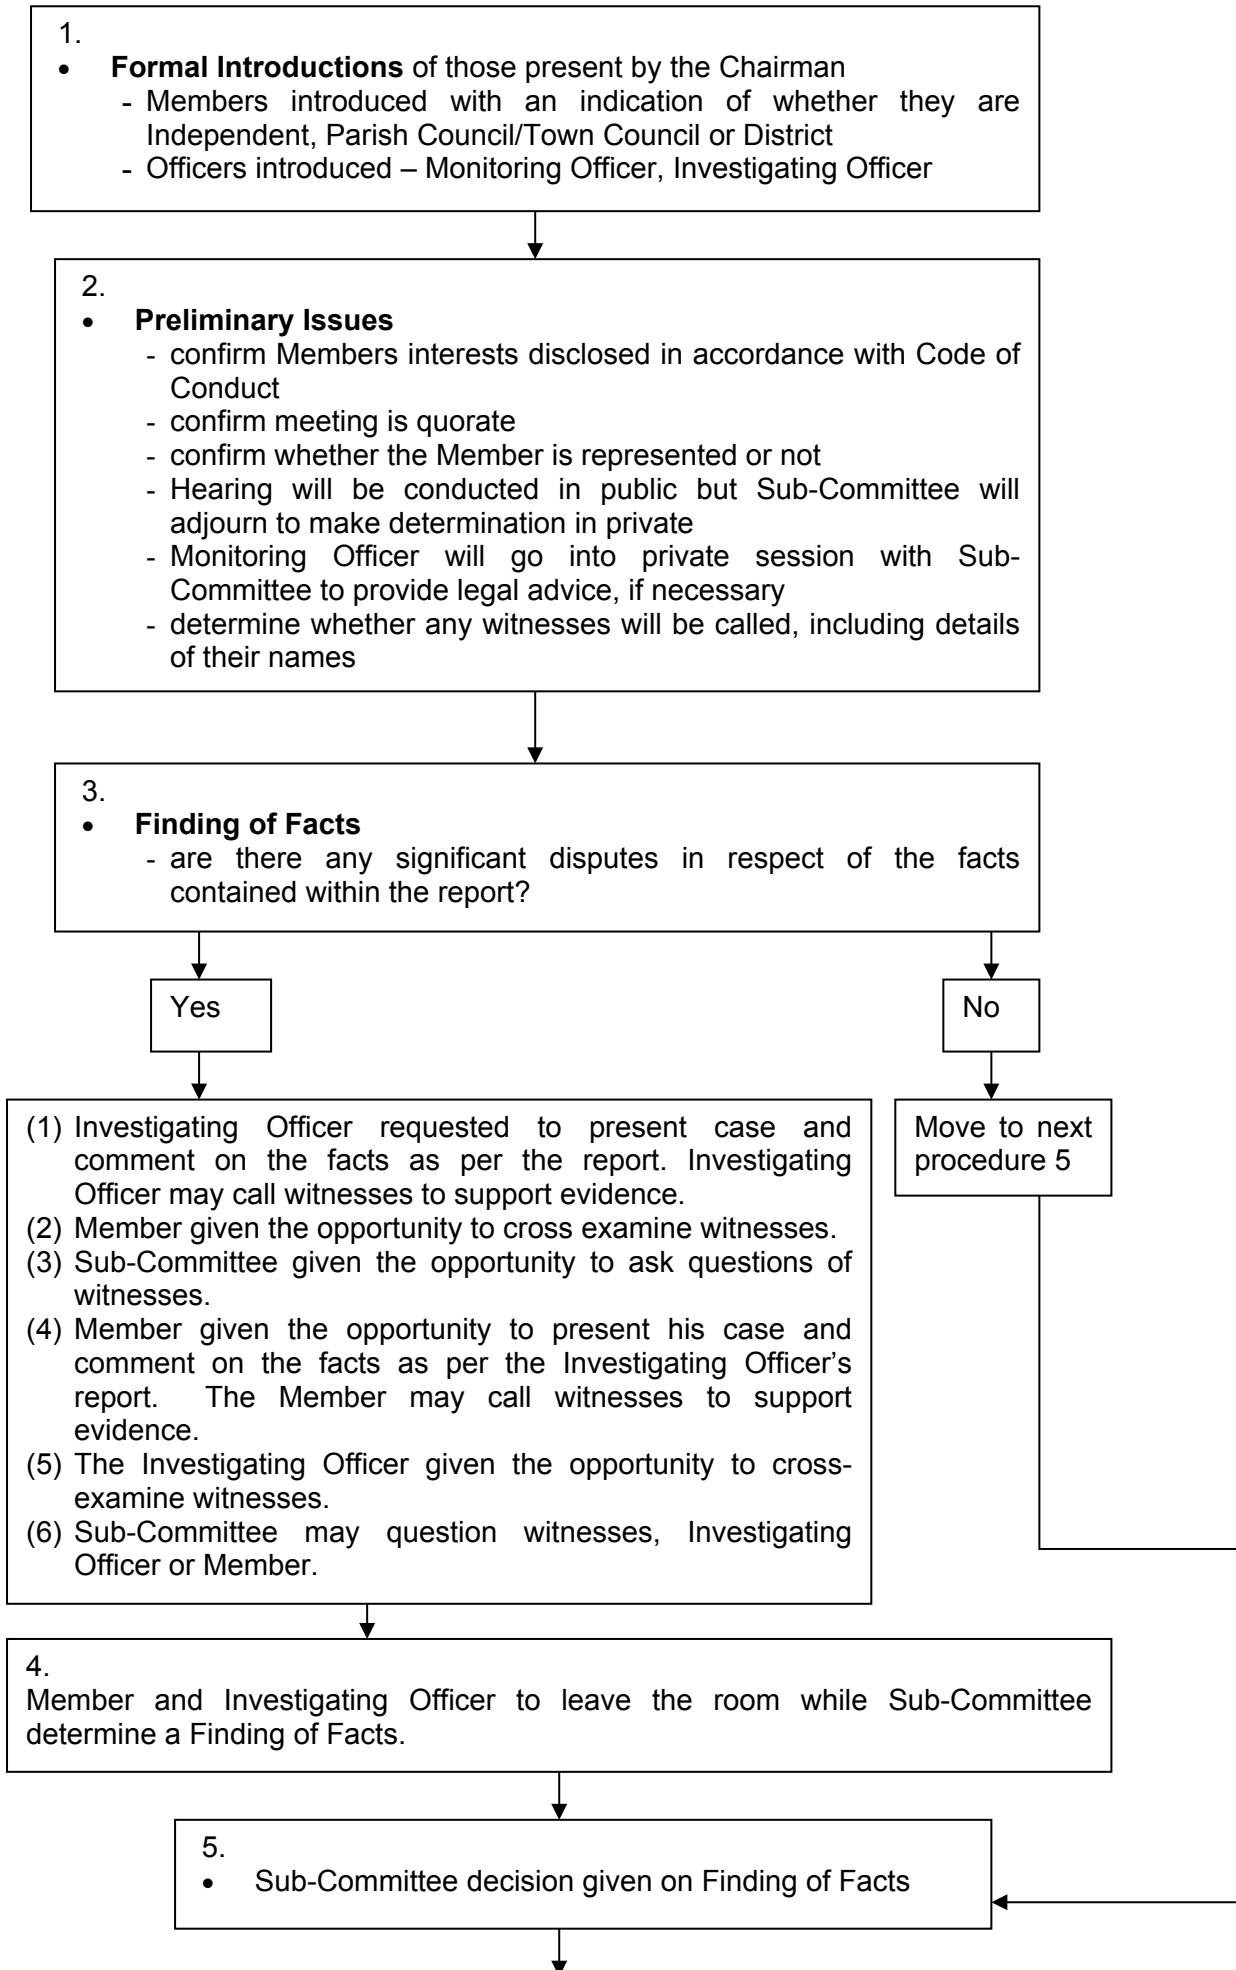 1.
• Formal Introductions of those present by the Chairman
- Members introduced with an indication of whether they are
Independent, Parish Council/Town Council or District
- Officers introduced – Monitoring Officer, Investigating Officer
2.
• Preliminary Issues
- confirm Members interests disclosed in accordance with Code of
Conduct
- confirm meeting is quorate
- confirm whether the Member is represented or not
- Hearing will be conducted in public but Sub-Committee will
adjourn to make determination in private
- Monitoring Officer will go into private session with Sub-
Committee to provide legal advice, if necessary
- determine whether any witnesses will be called, including details
of their names
3.
• Finding of Facts
- are there any significant disputes in respect of the facts
contained within the report?
Yes
No
(1) Investigating Officer requested to present case and
comment on the facts as per the report. Investigating
Officer may call witnesses to support evidence.
(2) Member given the opportunity to cross examine witnesses.
(3) Sub-Committee given the opportunity to ask questions of
witnesses.
(4) Member given the opportunity to present his case and
comment on the facts as per the Investigating Officer’s
report. The Member may call witnesses to support
evidence.
(5) The Investigating Officer given the opportunity to cross-
examine witnesses.
(6) Sub-Committee may question witnesses, Investigating
Officer or Member.
Move to next
procedure 5
4.
Member and Investigating Officer to leave the room while Sub-Committee
determine a Finding of Facts.
5.
• Sub-Committee decision given on Finding of Facts